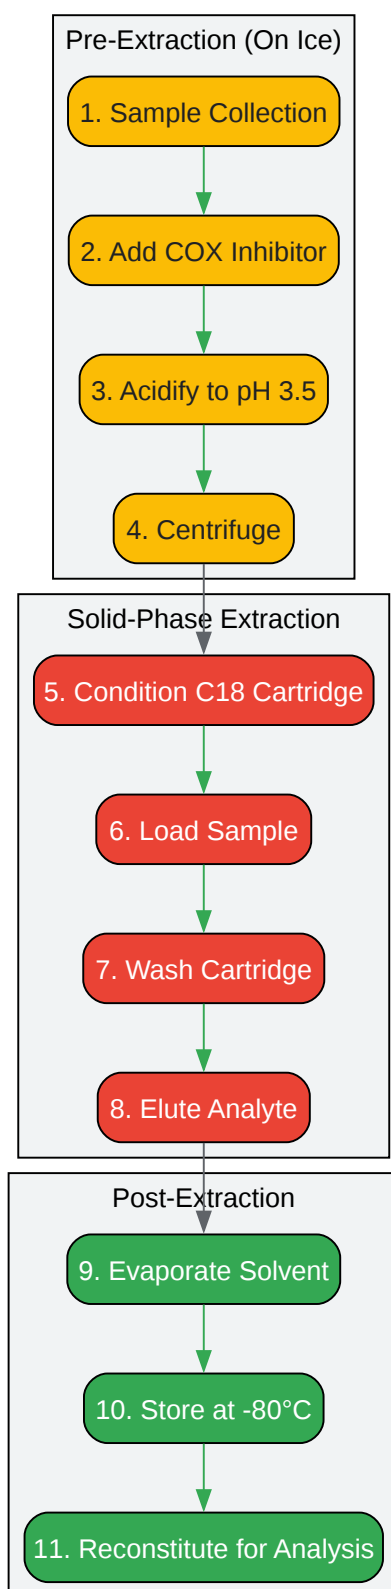 Pre-Extraction (On Ice)
1. Sample Collection
2. Add COX Inhibitor
3. Acidify to pH 3.5
4. Centrifuge
Solid-Phase Extraction
5. Condition C18 Cartridge
6. Load Sample
7. Wash Cartridge
8. Elute Analyte
Post-Extraction
9. Evaporate Solvent
10. Store at -80°C
11. Reconstitute for Analysis